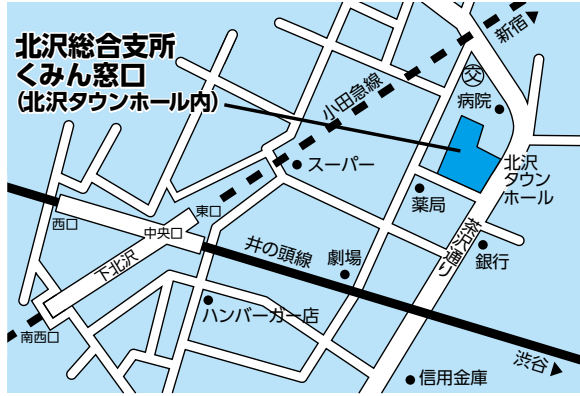 北沢総合支所
くみん窓口
(北沢タウンホール内)
新宿
小田急線
交
病院
スーパー
北沢
タウン
ホール
薬局
東口
西口
中央口
下北沢
茶沢通り
井の頭線
劇場
銀行
ハンバーガー店
南西口
渋谷
信用金庫